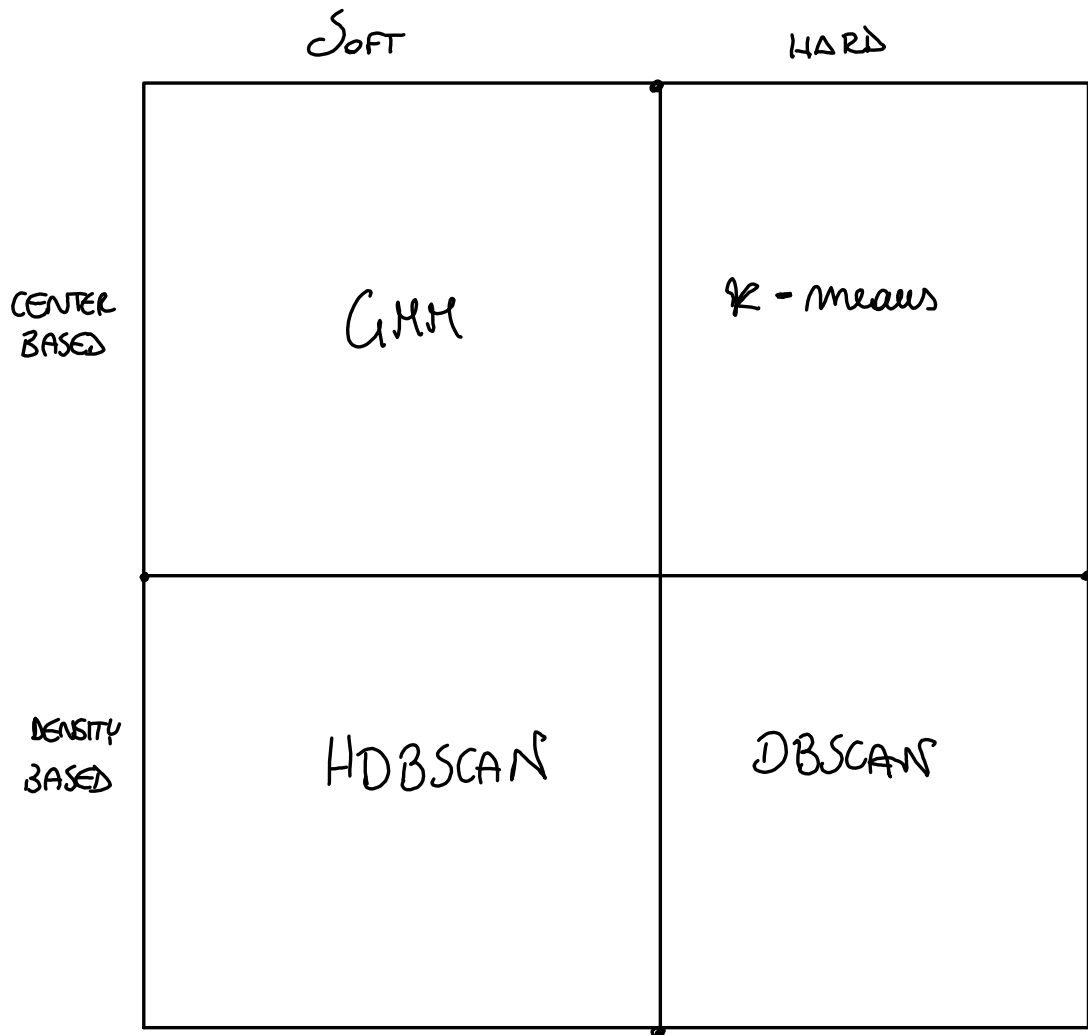 SOFT
HARD
CENTER
BASED
GMM
K-means
DENSITY
BASED
HDBSCAN
DBSCAN